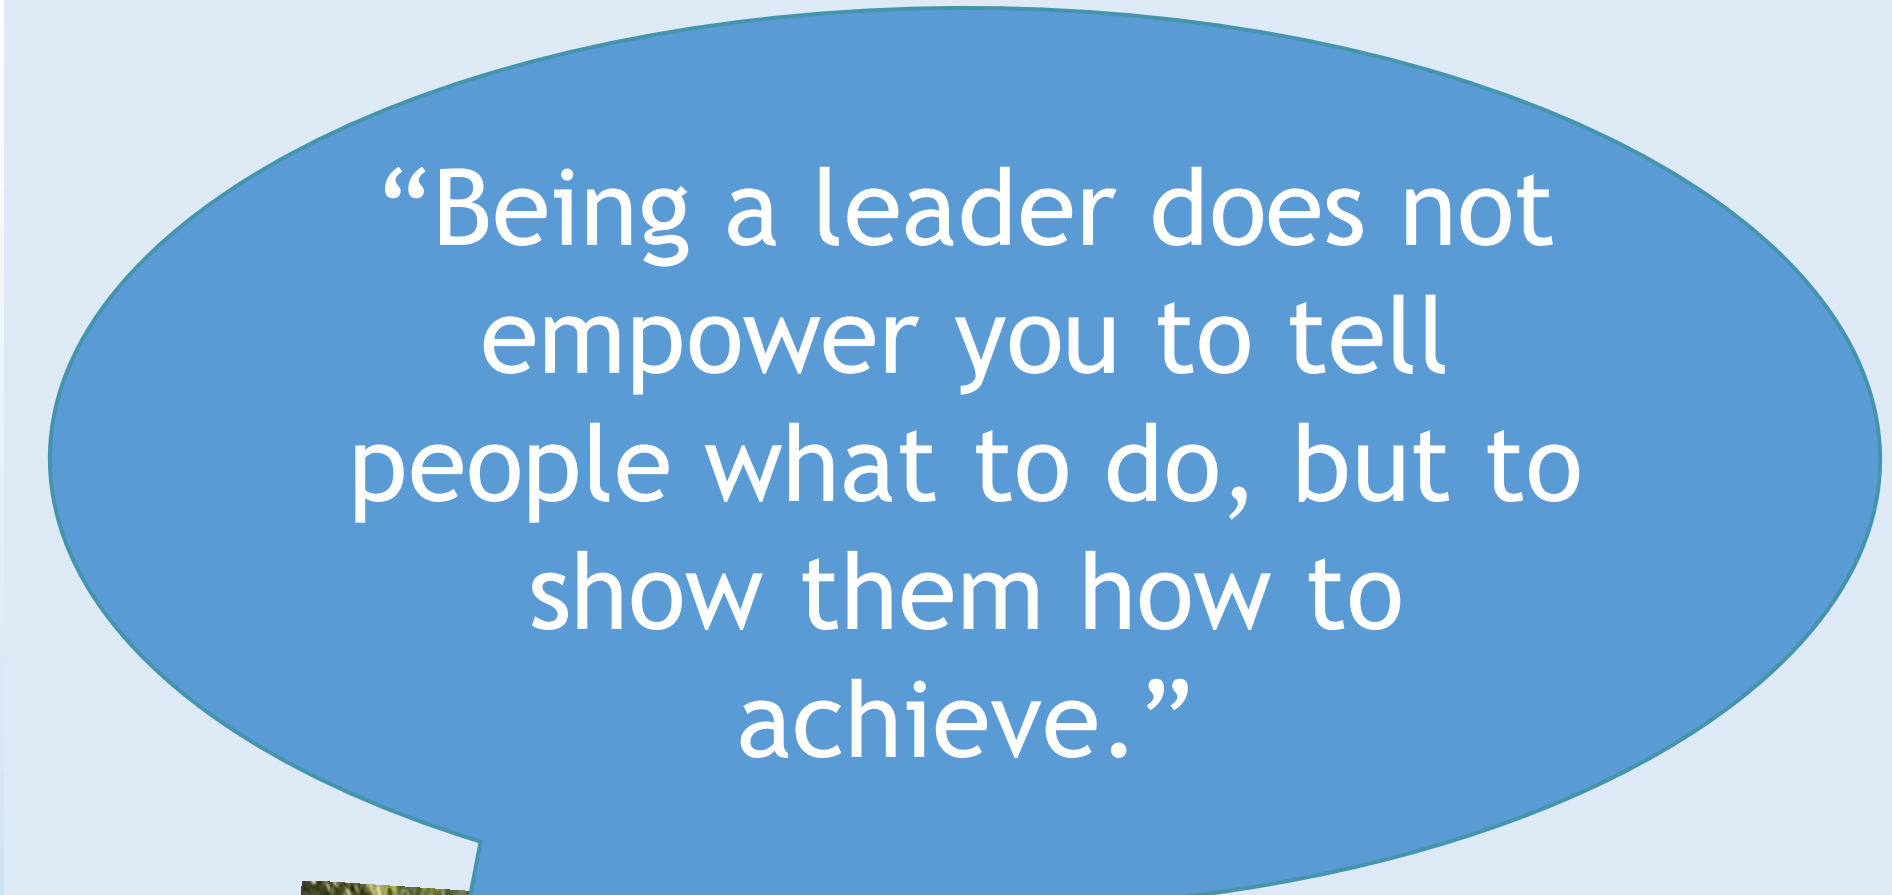 “Being a leader does not
empower you to tell
people what to do, but to
show them how to
achieve.”